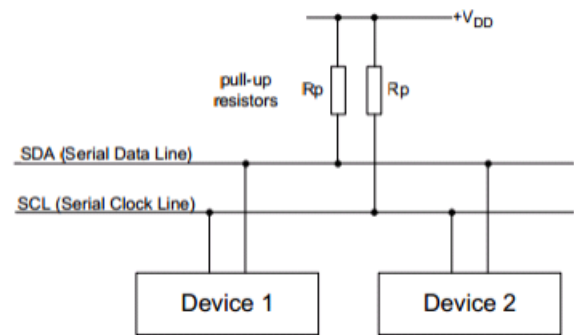 +VDD
pull-up
resistors
Rp
Rp
SDA (Serial Data Line)
SCL (Serial Clock Line)
Device 1
Device 2